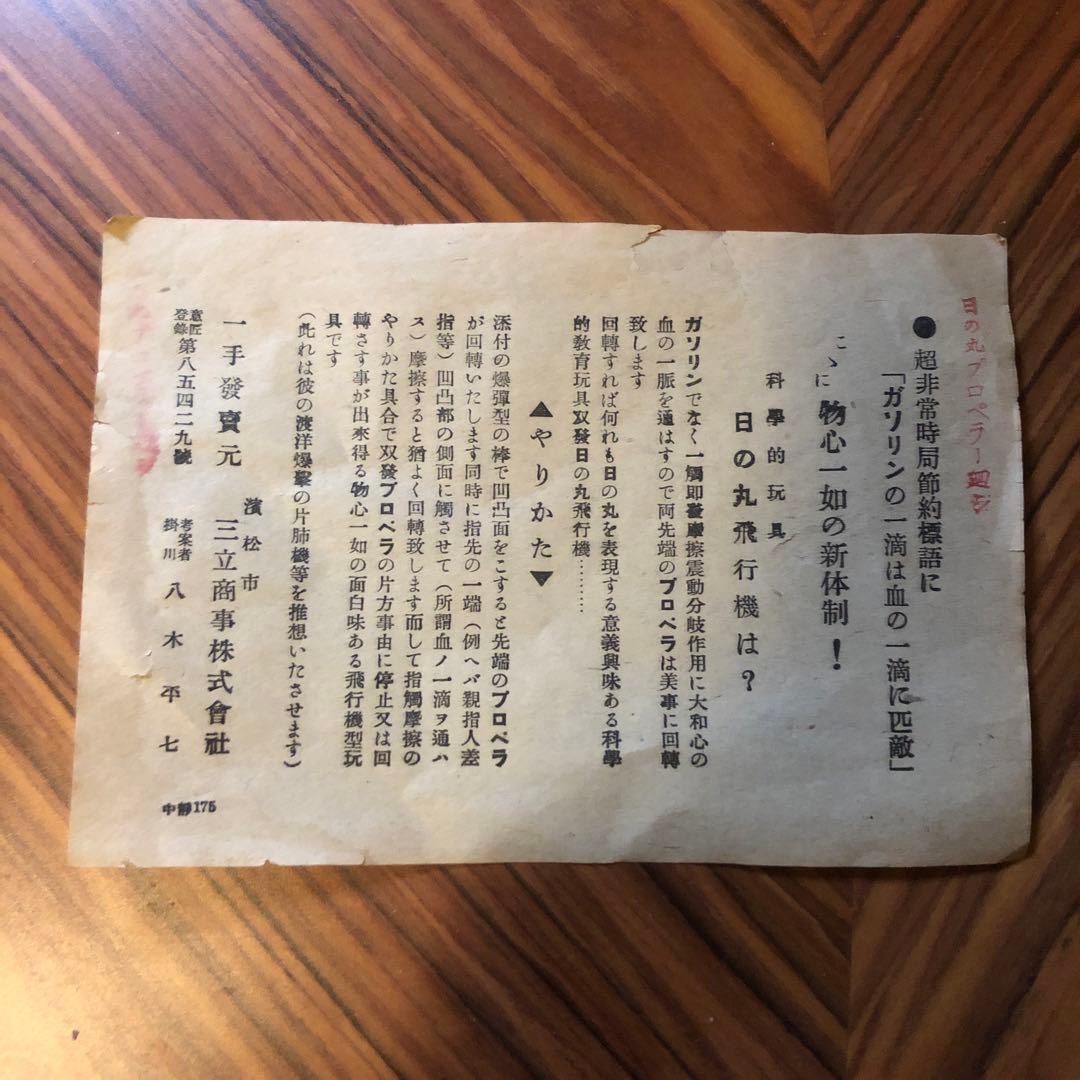 日の丸プロペラー廻し
●超非常時局節約標語に
「ガソリンの一滴は血の一滴に匹敵」
こゝに物心一如の新体制！
科學的玩具
日の丸飛行機は？
ガソリンでなく一觸即發摩擦震動分岐作用に大和心の
血の一脈を通はすので両先端のプロペラは美事に回轉
致します
回轉すれば何れも日の丸を表現する意義興味ある科學
的敎育玩具双發日の丸飛行機………
▲やりかた▼
添付の爆彈型の棒で凹凸面をこすると先端のプロペラ
が回轉いたします同時に指先の一端（例ヘバ親指人差
指等）凹凸部の側面に觸させて（所謂血ノ一滴ヲ通ハ
ス）摩擦すると猶よく回轉致します而して指觸摩擦の
やりかた具合で双發プロペラの片方事由に停止又は回
轉さす事が出來得る物心一如の面白味ある飛行機型玩
具です
（此れは彼の渡洋爆擊の片肺機等を推想いたさせます）
濱松市
一手發賣元 三立商事株式會社
意匠登錄第八五四二九號 考案者 掛川 八木平七
中靜175